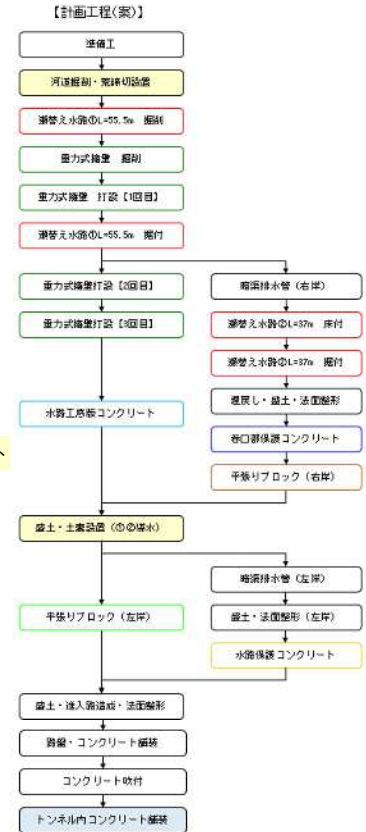 【計画工程(案)】
準備工
河道掘削・荒締切設置
瀬替え水路①L=55.5m 掘削
重力式擁壁 掘削
重力式擁壁 打設【1回目】
瀬替え水路①L=55.5m 据付
重力式擁壁打設【2回目】
重力式擁壁打設【3回目】
水路工底版コンクリート
暗渠排水管（右岸）
瀬替え水路②L=37m 床付
瀬替え水路②L=37m 据付
埋戻し・盛土・法面整形
呑口部保護コンクリート
平張りブロック（右岸）
盛土・土嚢設置（①②導水）
平張りブロック（左岸）
暗渠排水管（左岸）
盛土・法面整形（左岸）
水路保護コンクリート
盛土・進入路造成・法面整形
路盤・コンクリート舗装
コンクリート吹付
トンネル内コンクリート舗装